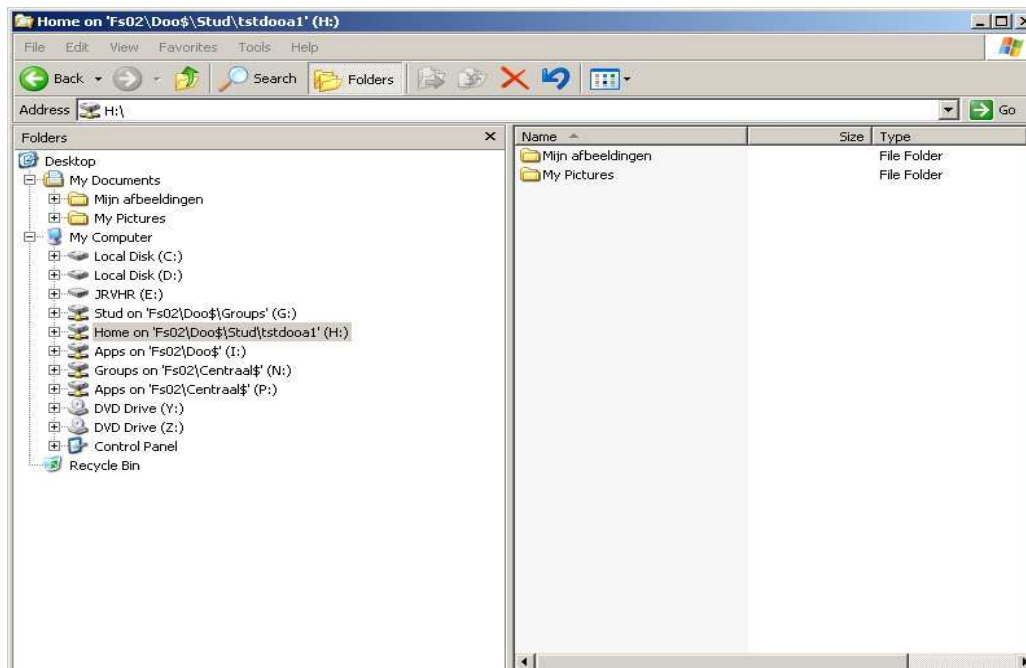 Home on 'Fs02\Doo$\Stud\tstdooa1' (H:)
File Edit View Favorites Tools Help
Back Search Folders
Address H:\ Go
Folders
Desktop
My Documents
Mijn afbeeldingen
My Pictures
My Computer
Local Disk (C:)
Local Disk (D:)
JRVHR (E:)
Stud on 'Fs02\Doo$\Groups' (G:)
Home on 'Fs02\Doo$\Stud\tstdooa1' (H:)
Apps on 'Fs02\Doo$' (I:)
Groups on 'Fs02\Centraal$' (N:)
Apps on 'Fs02\Centraal$' (P:)
DVD Drive (Y:)
DVD Drive (Z:)
Control Panel
Recycle Bin
Name Size Type
Mijn afbeeldingen File Folder
My Pictures File Folder